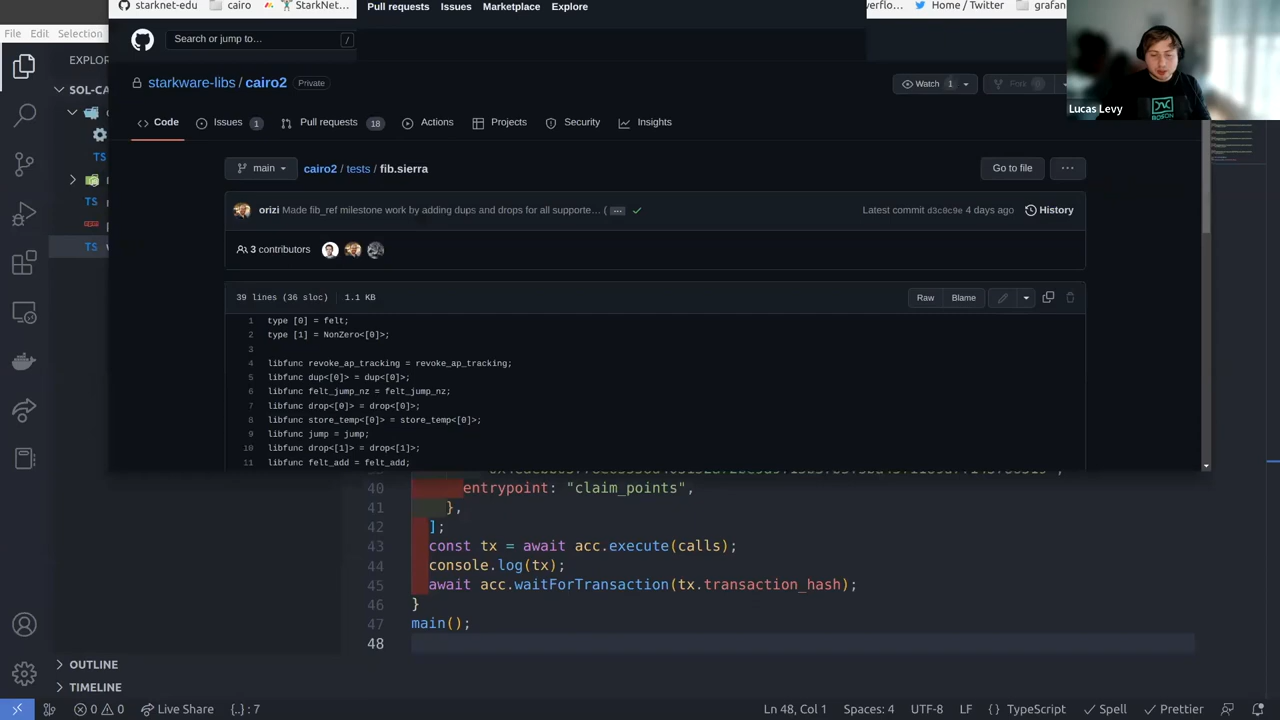 starknet-edu
cairo
StarkNet...
Pull requests
Issues
Marketplace
Explore
erflo...
Home / Twitter
grafan
File
Edit
Selection
Search or jump to…
/
EXPLOR
starkware-libs / cairo2
Private
Watch
1
Fork
0
SOL-CA
Lucas Levy
BOSON
Code
Issues
1
Pull requests
18
Actions
Projects
Security
Insights
TS
main
cairo2 / tests / fib.sierra
Go to file
...
TS
orizi Made fib_ref milestone work by adding dups and drops for all supporte… ( ...
Latest commit d3c0c9e 4 days ago
History
TS
3 contributors
39 lines (36 sloc)
1.1 KB
Raw
Blame
1 type [0] = felt;
2 type [1] = NonZero<[0]>;
3
4 libfunc revoke_ap_tracking = revoke_ap_tracking;
5 libfunc dup<[0]> = dup<[0]>;
6 libfunc felt_jump_nz = felt_jump_nz;
7 libfunc drop<[0]> = drop<[0]>;
8 libfunc store_temp<[0]> = store_temp<[0]>;
9 libfunc jump = jump;
10 libfunc drop<[1]> = drop<[1]>;
11 libfunc felt_add = felt_add;
40 entrypoint: "claim_points",
41 },
42 ];
43 const tx = await acc.execute(calls);
44 console.log(tx);
45 await acc.waitForTransaction(tx.transaction_hash);
46 }
47 main();
48
OUTLINE
TIMELINE
0
0
Live Share
{..} : 7
Ln 48, Col 1
Spaces: 4
UTF-8
LF
{ } TypeScript
Spell
Prettier